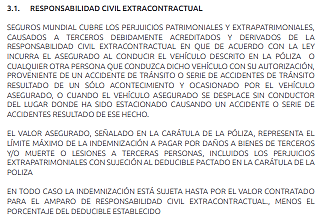 3.1. RESPONSABILIDAD CIVIL EXTRACONTRACTUAL
SEGUROS MUNDIAL CUBRE LOS PERJUICIOS PATRIMONIALES Y EXTRAPATRIMONIALES,
CAUSADOS A TERCEROS DEBIDAMENTE ACREDITADOS Y DERIVADOS DE LA
RESPONSABILIDAD CIVIL EXTRACONTRACTUAL EN QUE DE ACUERDO CON LA LEY
INCURRA EL ASEGURADO AL CONDUCIR EL VEHÍCULO DESCRITO EN LA PÓLIZA O
CUALQUIER OTRA PERSONA QUE CONDUZCA DICHO VEHÍCULO CON SU AUTORIZACIÓN,
PROVENIENTE DE UN ACCIDENTE DE TRÁNSITO O SERIE DE ACCIDENTES DE TRÁNSITO
RESULTADO DE UN SÓLO ACONTECIMIENTO Y OCASIONADO POR EL VEHÍCULO
ASEGURADO, O CUANDO EL VEHÍCULO ASEGURADO SE DESPLACE SIN CONDUCTOR
DEL LUGAR DONDE HA SIDO ESTACIONADO CAUSANDO UN ACCIDENTE O SERIE DE
ACCIDENTES RESULTADO DE ESE HECHO.
EL VALOR ASEGURADO, SEÑALADO EN LA CARÁTULA DE LA PÓLIZA, REPRESENTA EL
LÍMITE MÁXIMO DE LA INDEMNIZACIÓN A PAGAR POR DAÑOS A BIENES DE TERCEROS
Y/O MUERTE O LESIONES A TERCERAS PERSONAS, INCLUIDOS LOS PERJUICIOS
EXTRAPATRIMONIALES CON SUJECIÓN AL DEDUCIBLE PACTADO EN LA CARÁTULA DE LA
POLIZA
EN TODO CASO LA INDEMNIZACIÓN ESTÁ SUJETA HASTA POR EL VALOR CONTRATADO
PARA EL AMPARO DE RESPONSABILIDAD CIVIL EXTRACONTRACTUAL, MENOS EL
PORCENTAJE DEL DEDUCIBLE ESTABLECIDO